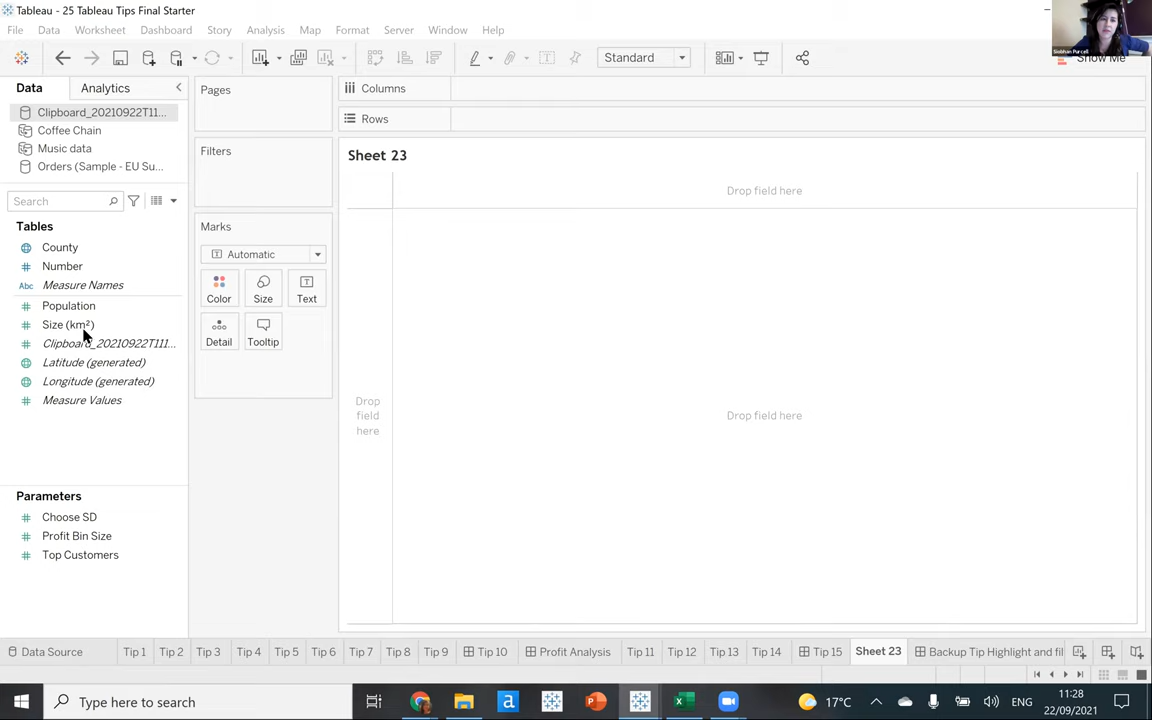 Tableau - 25 Tableau Tips Final Starter
File Data Worksheet Dashboard Story Analysis Map Format Server Window Help
Siobhan Purcell
Standard
Show Me
Data Analytics
Pages
Columns
Clipboard_20210922T11...
Coffee Chain
Music data
Orders (Sample - EU Su...
Rows
Filters
Sheet 23
Search
Drop field here
Tables
Marks
County
Automatic
Number
Abc Measure Names
Color Size Text
Population
Size (km²)
Clipboard_20210922T111...
Detail Tooltip
Latitude (generated)
Longitude (generated)
Measure Values
Drop
field
here
Drop field here
Parameters
Choose SD
Profit Bin Size
Top Customers
Data Source Tip 1 Tip 2 Tip 3 Tip 4 Tip 5 Tip 6 Tip 7 Tip 8 Tip 9 Tip 10 Profit Analysis Tip 11 Tip 12 Tip 13 Tip 14 Tip 15 Sheet 23 Backup Tip Highlight and fil
Type here to search
17°C
ENG
11:28
22/09/2021